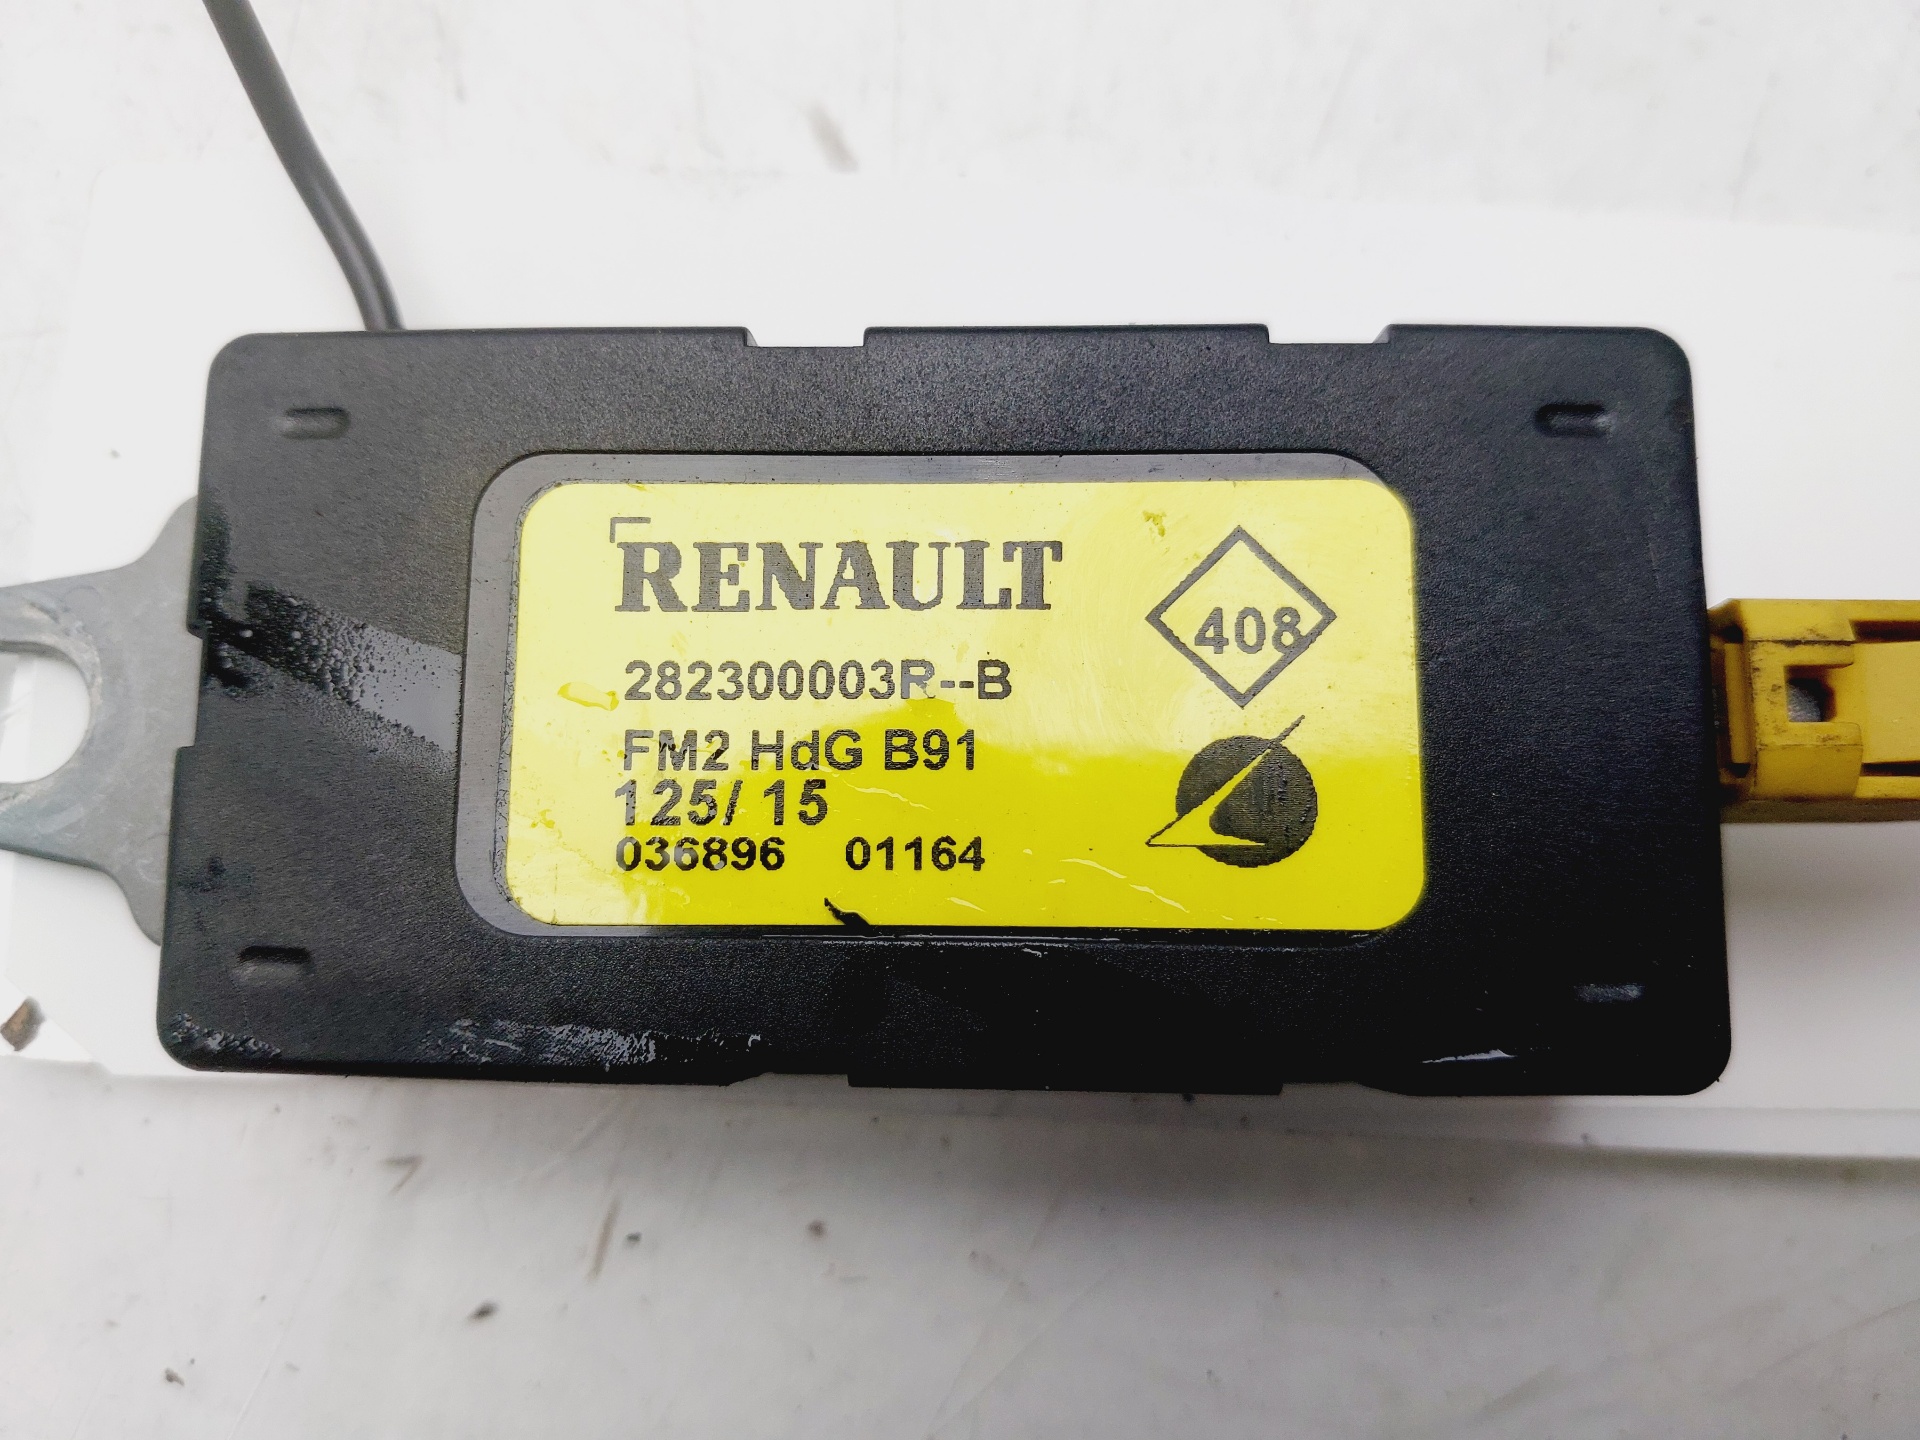 RENAULT
408
282300003R--B
FM2 HdG B91
125/ 15
036896 01164